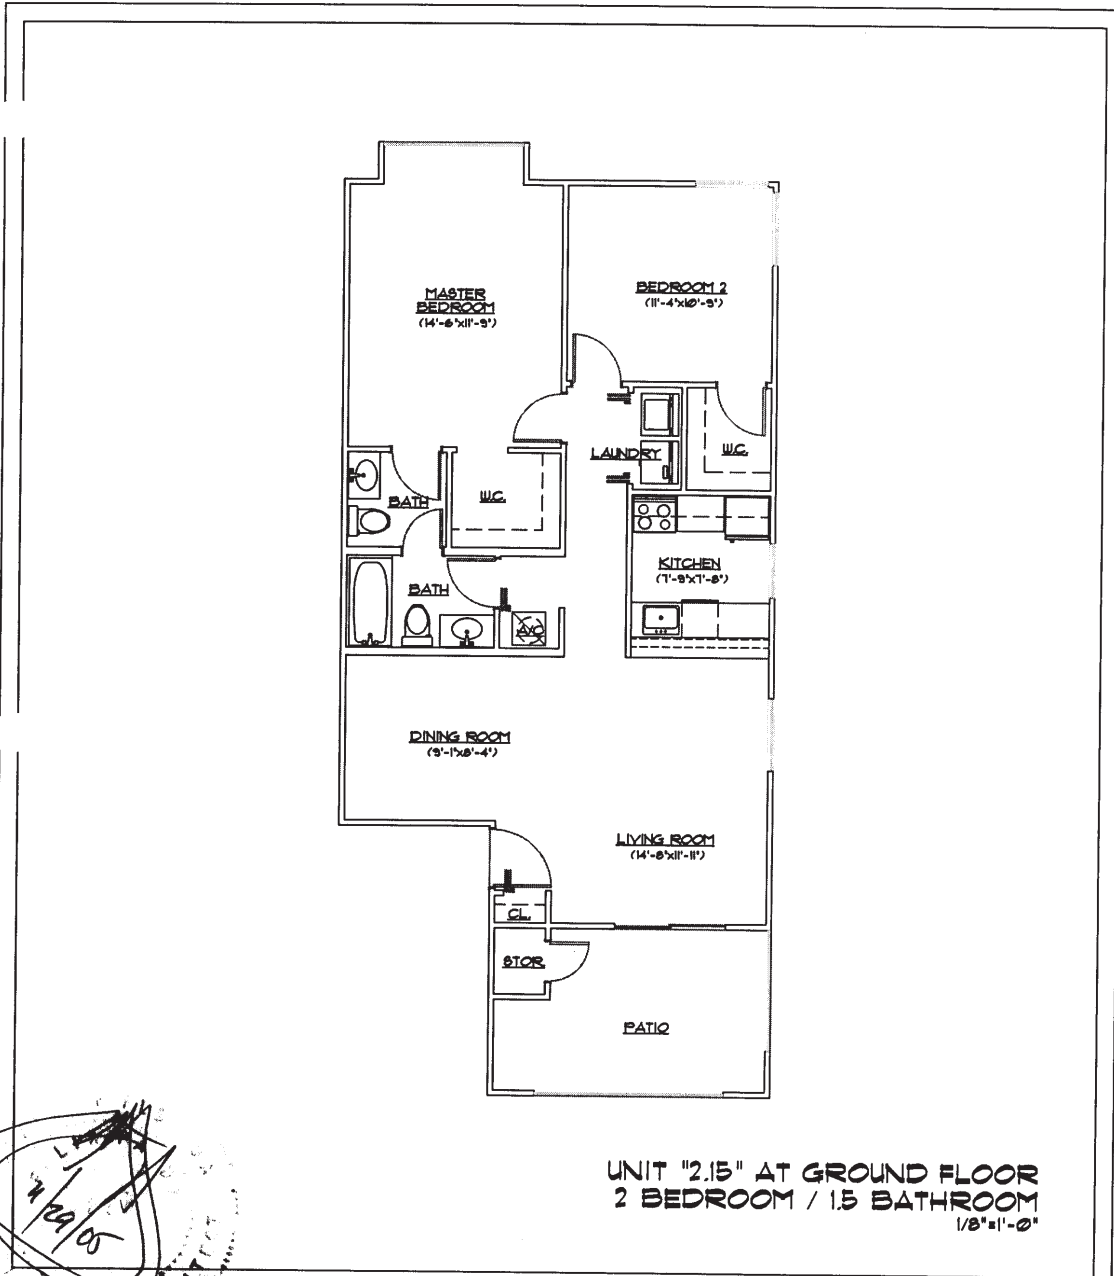 MASTER
BEDROOM
(14'-6"x11'-9")
BEDROOM 2
(11'-4"x10'-9")
LAUNDRY
W.C.
W.C.
BATH
KITCHEN
(7'-9"x7'-8")
BATH
A/C
DINING ROOM
(9'-1"x8'-4")
LIVING ROOM
(14'-8"x11'-11")
CL.
STOR.
PATIO
UNIT "2.15" AT GROUND FLOOR
2 BEDROOM / 1.5 BATHROOM
1/8"=1'-0"